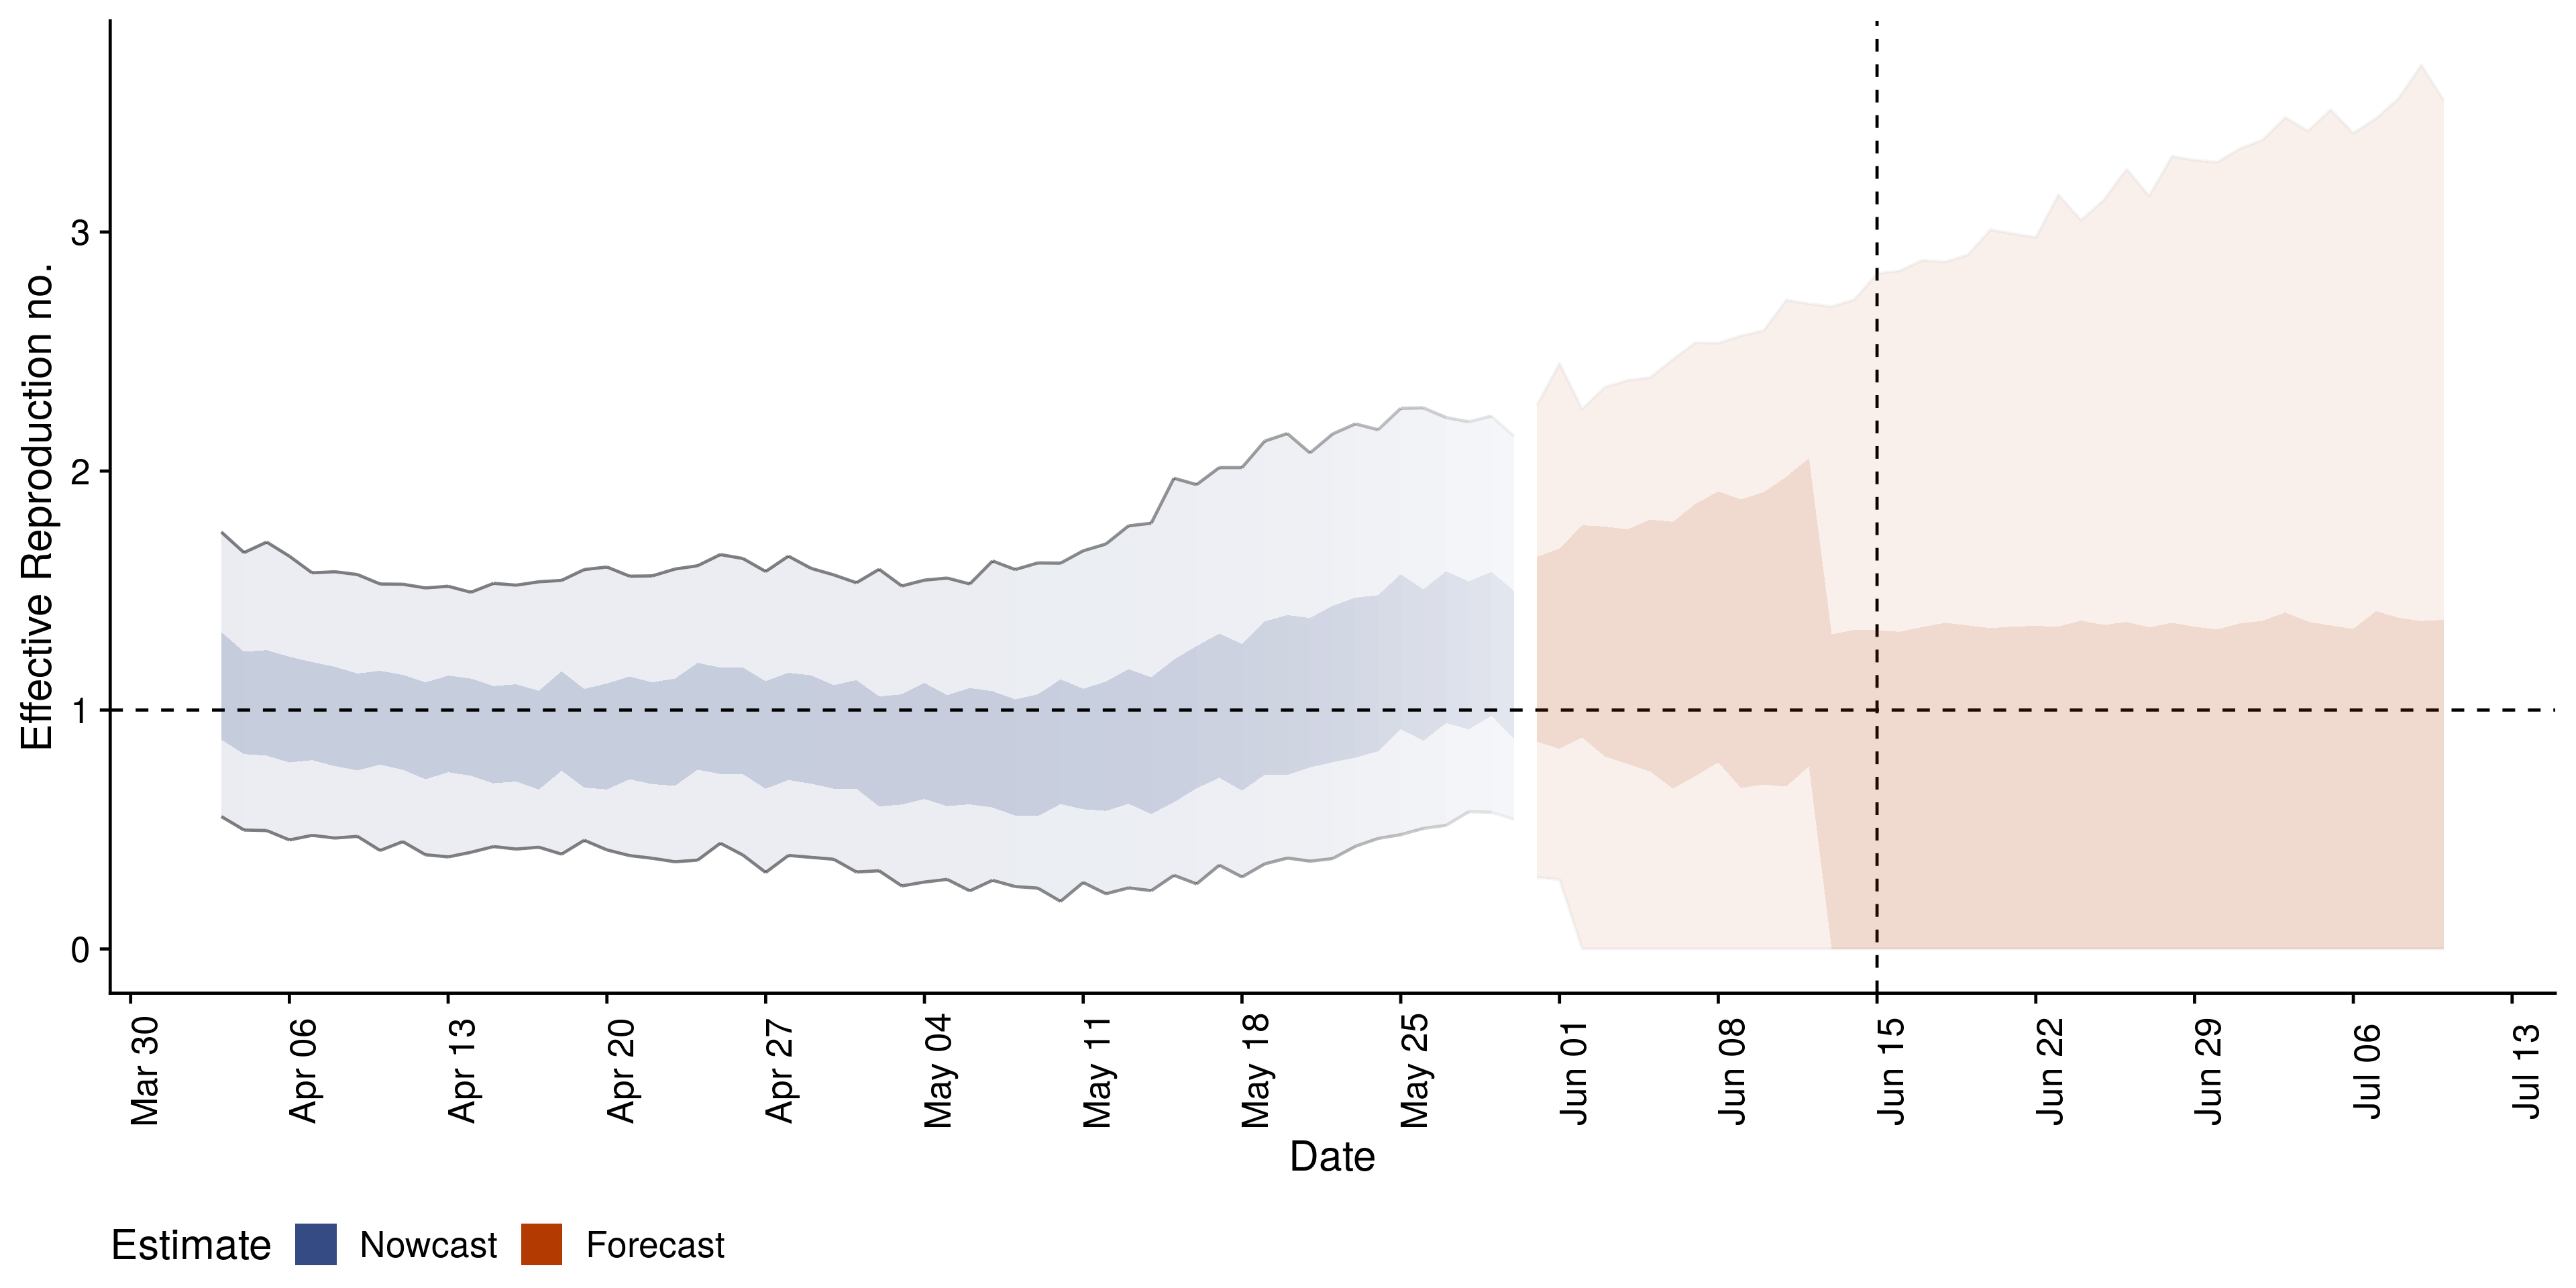 Effective Reproduction no.
3
2
1
0
Mar 30
Apr 06
Apr 13
Apr 20
Apr 27
May 04
May 11
May 18
May 25
Jun 01
Jun 08
Jun 15
Jun 22
Jun 29
Jul 06
Jul 13
Date
Estimate Nowcast Forecast